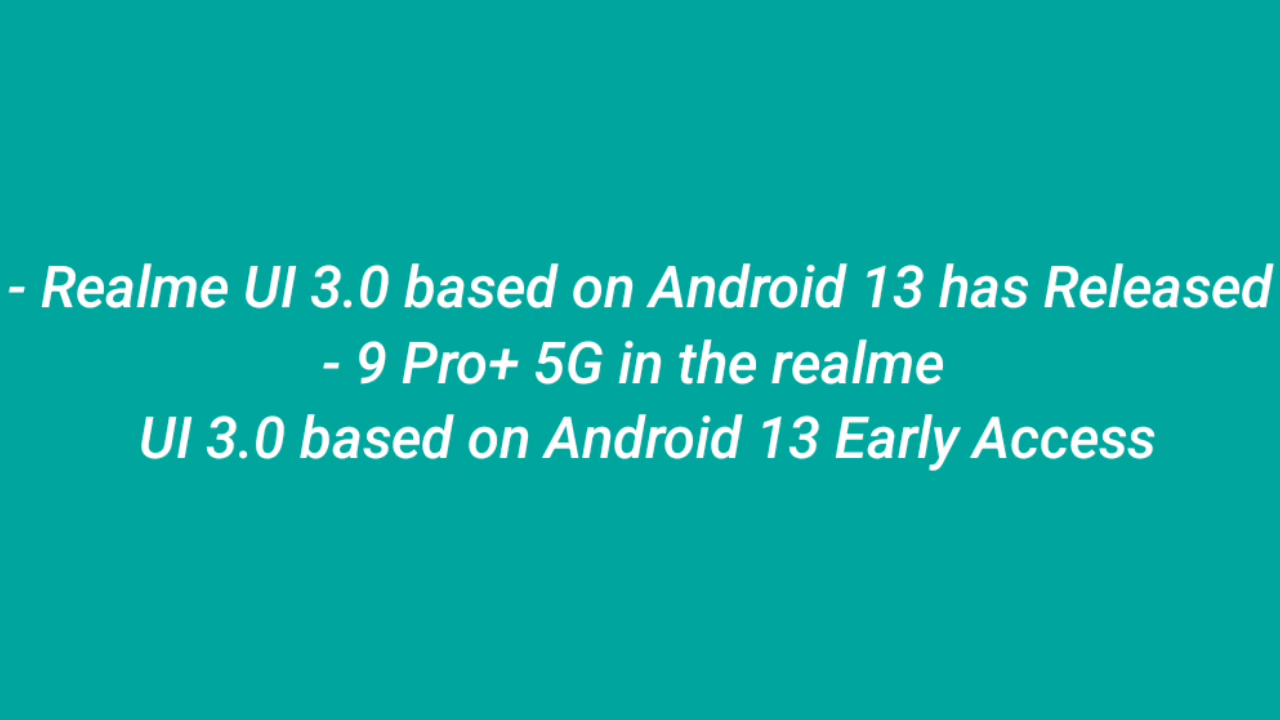 - Realme UI 3.0 based on Android 13 has Released
- 9 Pro+ 5G in the realme
UI 3.0 based on Android 13 Early Access